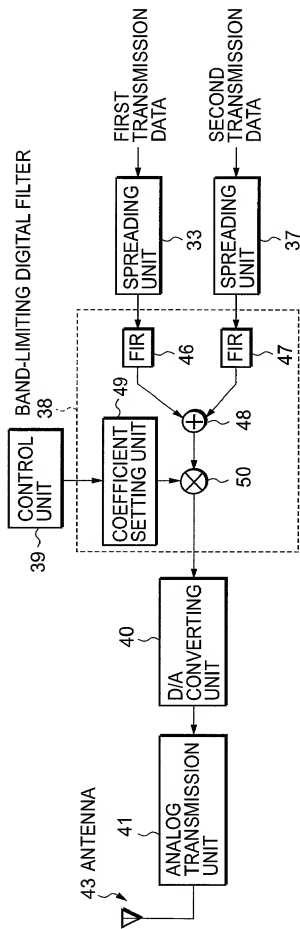 FIRST
TRANSMISSION
DATA
SECOND
TRANSMISSION
DATA
SPREADING
UNIT
33
SPREADING
UNIT
37
BAND-LIMITING DIGITAL FILTER
38
FIR
46
FIR
47
48
49
COEFFICIENT
SETTING UNIT
50
CONTROL
UNIT
39
40
D/A
CONVERTING
UNIT
41
ANALOG
TRANSMISSION
UNIT
43 ANTENNA